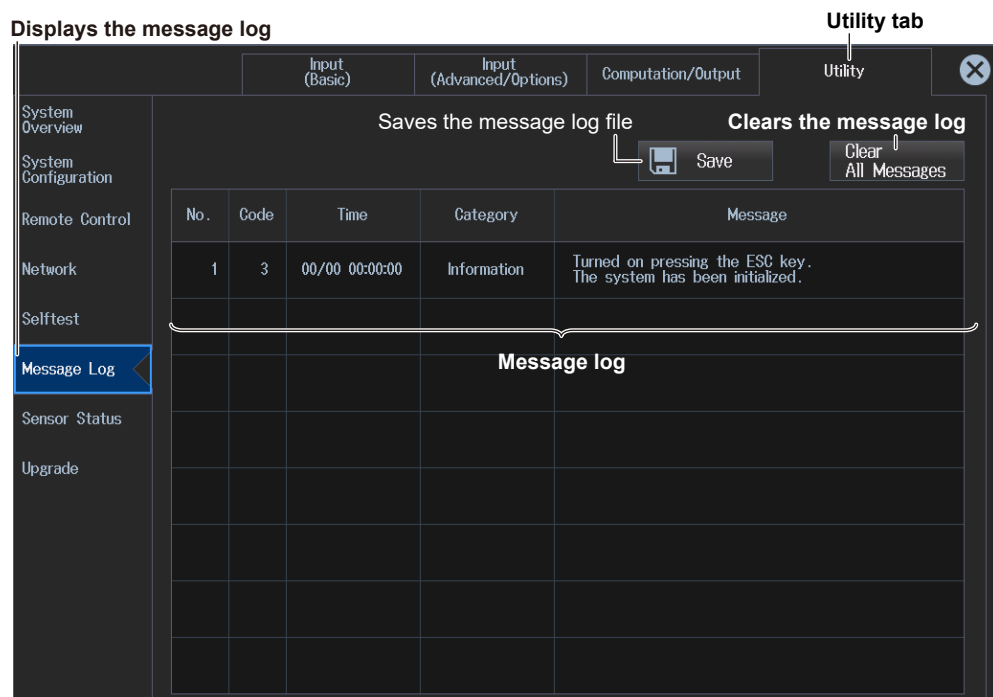 Displays the message log
Utility tab
Input
(Basic)
Input
(Advanced/Options)
Computation/Output
Utility
System
Overview
System
Configuration
Remote Control
Network
Selftest
Message Log
Sensor Status
Upgrade
Saves the message log file
Clears the message log
Save
Clear
All Messages
No. Code Time Category Message
1 3 00/00 00:00:00 Information Turned on pressing the ESC key.
The system has been initialized.
Message log